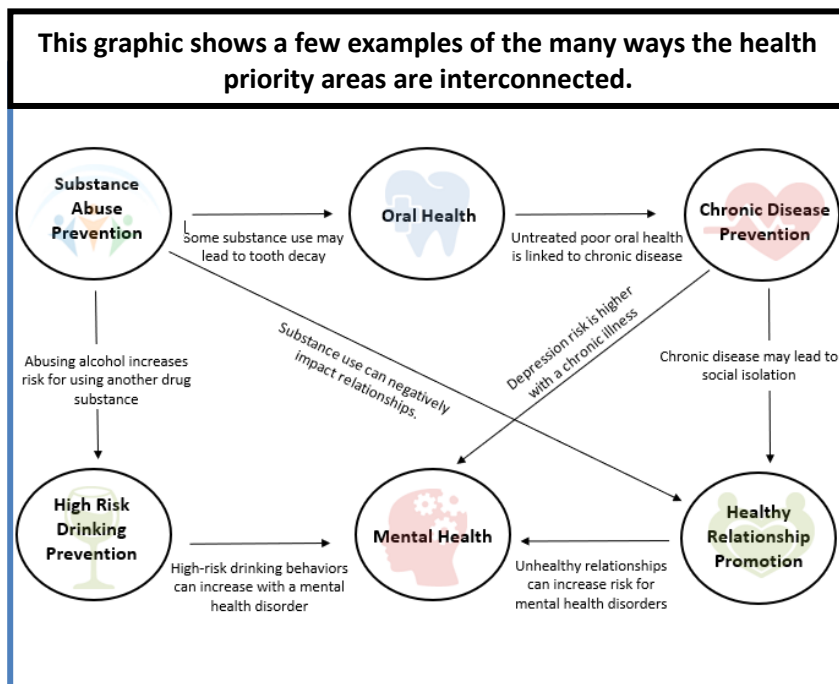 This graphic shows a few examples of the many ways the health
priority areas are interconnected.
Substance
Abuse
Prevention
Oral Health
Chronic Disease
Prevention
Some substance use may
lead to tooth decay
Untreated poor oral health
is linked to chronic disease
Abusing alcohol increases
risk for using another drug
substance
Substance use can negatively
impact relationships.
Depression risk is higher
with a chronic illness
Chronic disease may lead to
social isolation
High Risk
Drinking
Prevention
Mental Health
Healthy
Relationship
Promotion
High-risk drinking behaviors
can increase with a mental
health disorder
Unhealthy relationships
can increase risk for
mental health disorders